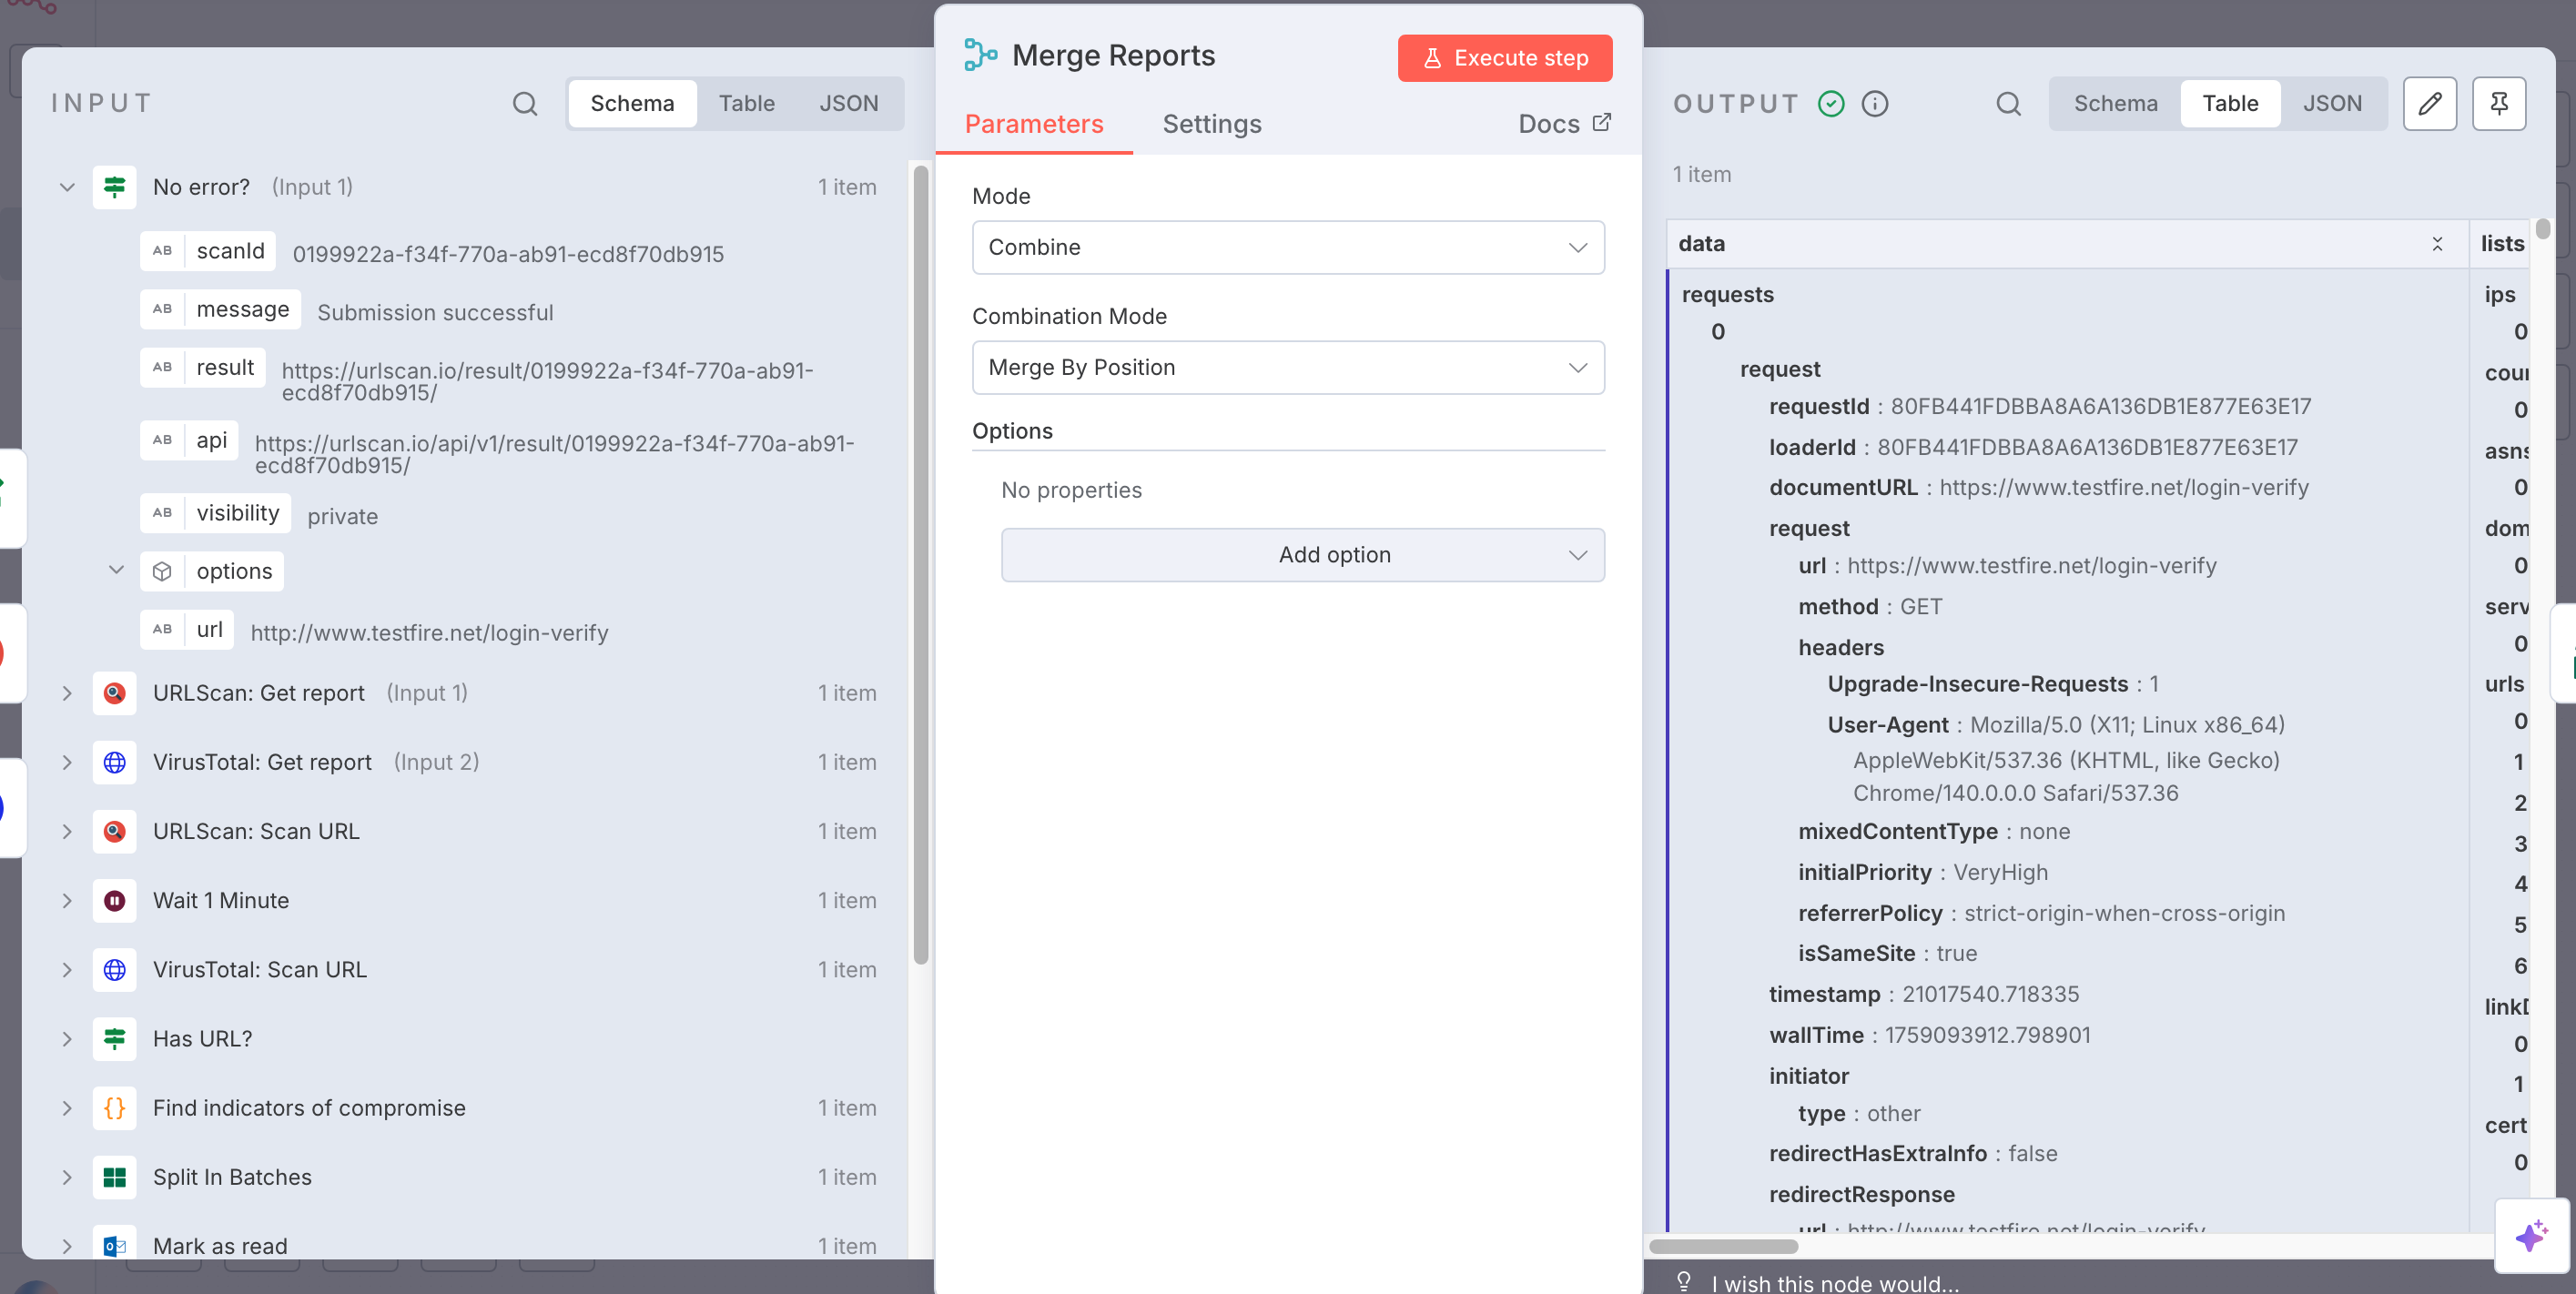 INPUT
Schema
Table
JSON
No error? (Input 1)
1 item
AB scanId 0199922a-f34f-770a-ab91-ecd8f70db915
AB message Submission successful
AB result https://urlscan.io/result/0199922a-f34f-770a-ab91-
ecd8f70db915/
AB api https://urlscan.io/api/v1/result/0199922a-f34f-770a-ab91-
ecd8f70db915/
AB visibility private
options
AB url http://www.testfire.net/login-verify
URLScan: Get report (Input 1) 1 item
VirusTotal: Get report (Input 2) 1 item
URLScan: Scan URL 1 item
Wait 1 Minute 1 item
VirusTotal: Scan URL 1 item
Has URL? 1 item
Find indicators of compromise 1 item
Split In Batches 1 item
Mark as read 1 item
Merge Reports
Execute step
Parameters
Settings
Docs
Mode
Combine
Combination Mode
Merge By Position
Options
No properties
Add option
OUTPUT
Schema
Table
JSON
1 item
data
requests
0
request
requestId : 80FB441FDBBA8A6A136DB1E877E63E17
loaderId : 80FB441FDBBA8A6A136DB1E877E63E17
documentURL : https://www.testfire.net/login-verify
request
url : https://www.testfire.net/login-verify
method : GET
headers
Upgrade-Insecure-Requests : 1
User-Agent : Mozilla/5.0 (X11; Linux x86_64)
AppleWebKit/537.36 (KHTML, like Gecko)
Chrome/140.0.0.0 Safari/537.36
mixedContentType : none
initialPriority : VeryHigh
referrerPolicy : strict-origin-when-cross-origin
isSameSite : true
timestamp : 21017540.718335
wallTime : 1759093912.798901
initiator
type : other
redirectHasExtraInfo : false
redirectResponse
url : http://www.testfire.net/login-verify
lists
ips
0
0
0
0
0
urls
0
1
2
3
4
5
6
0
1
cert
0
I wish this node would...